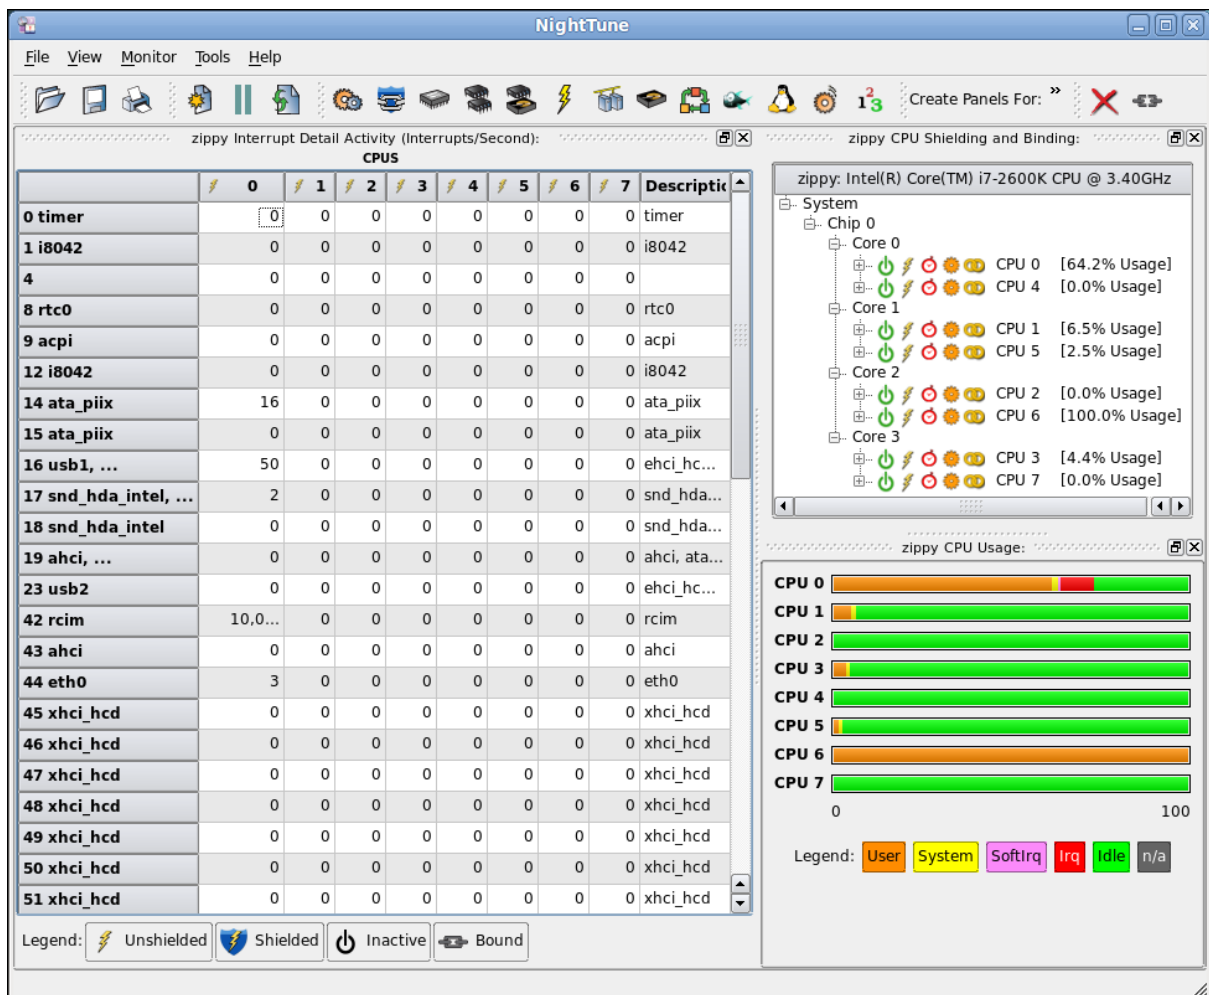 NightTune
File View Monitor Tools Help
1 2 3 Create Panels For: »
zippy Interrupt Detail Activity (Interrupts/Second):
CPUS
0 1 2 3 4 5 6 7 Descriptic
0 timer 0 0 0 0 0 0 0 0 timer
1 i8042 0 0 0 0 0 0 0 0 i8042
4 0 0 0 0 0 0 0 0
8 rtc0 0 0 0 0 0 0 0 0 rtc0
9 acpi 0 0 0 0 0 0 0 0 acpi
12 i8042 0 0 0 0 0 0 0 0 i8042
14 ata_piix 16 0 0 0 0 0 0 0 ata_piix
15 ata_piix 0 0 0 0 0 0 0 0 ata_piix
16 usb1, ... 50 0 0 0 0 0 0 0 ehci_hc...
17 snd_hda_intel, ... 2 0 0 0 0 0 0 0 snd_hda...
18 snd_hda_intel 0 0 0 0 0 0 0 0 snd_hda...
19 ahci, ... 0 0 0 0 0 0 0 0 ahci, ata...
23 usb2 0 0 0 0 0 0 0 0 ehci_hc...
42 rcim 10,0... 0 0 0 0 0 0 0 rcim
43 ahci 0 0 0 0 0 0 0 0 ahci
44 eth0 3 0 0 0 0 0 0 0 eth0
45 xhci_hcd 0 0 0 0 0 0 0 0 xhci_hcd
46 xhci_hcd 0 0 0 0 0 0 0 0 xhci_hcd
47 xhci_hcd 0 0 0 0 0 0 0 0 xhci_hcd
48 xhci_hcd 0 0 0 0 0 0 0 0 xhci_hcd
49 xhci_hcd 0 0 0 0 0 0 0 0 xhci_hcd
50 xhci_hcd 0 0 0 0 0 0 0 0 xhci_hcd
51 xhci_hcd 0 0 0 0 0 0 0 0 xhci_hcd
Legend: Unshielded Shielded Inactive Bound
zippy CPU Shielding and Binding:
zippy: Intel(R) Core(TM) i7-2600K CPU @ 3.40GHz
System
Chip 0
Core 0
CPU 0 [64.2% Usage]
CPU 4 [0.0% Usage]
Core 1
CPU 1 [6.5% Usage]
CPU 5 [2.5% Usage]
Core 2
CPU 2 [0.0% Usage]
CPU 6 [100.0% Usage]
Core 3
CPU 3 [4.4% Usage]
CPU 7 [0.0% Usage]
zippy CPU Usage:
CPU 0
CPU 1
CPU 2
CPU 3
CPU 4
CPU 5
CPU 6
CPU 7
0 100
Legend: User System SoftIrq Irq Idle n/a